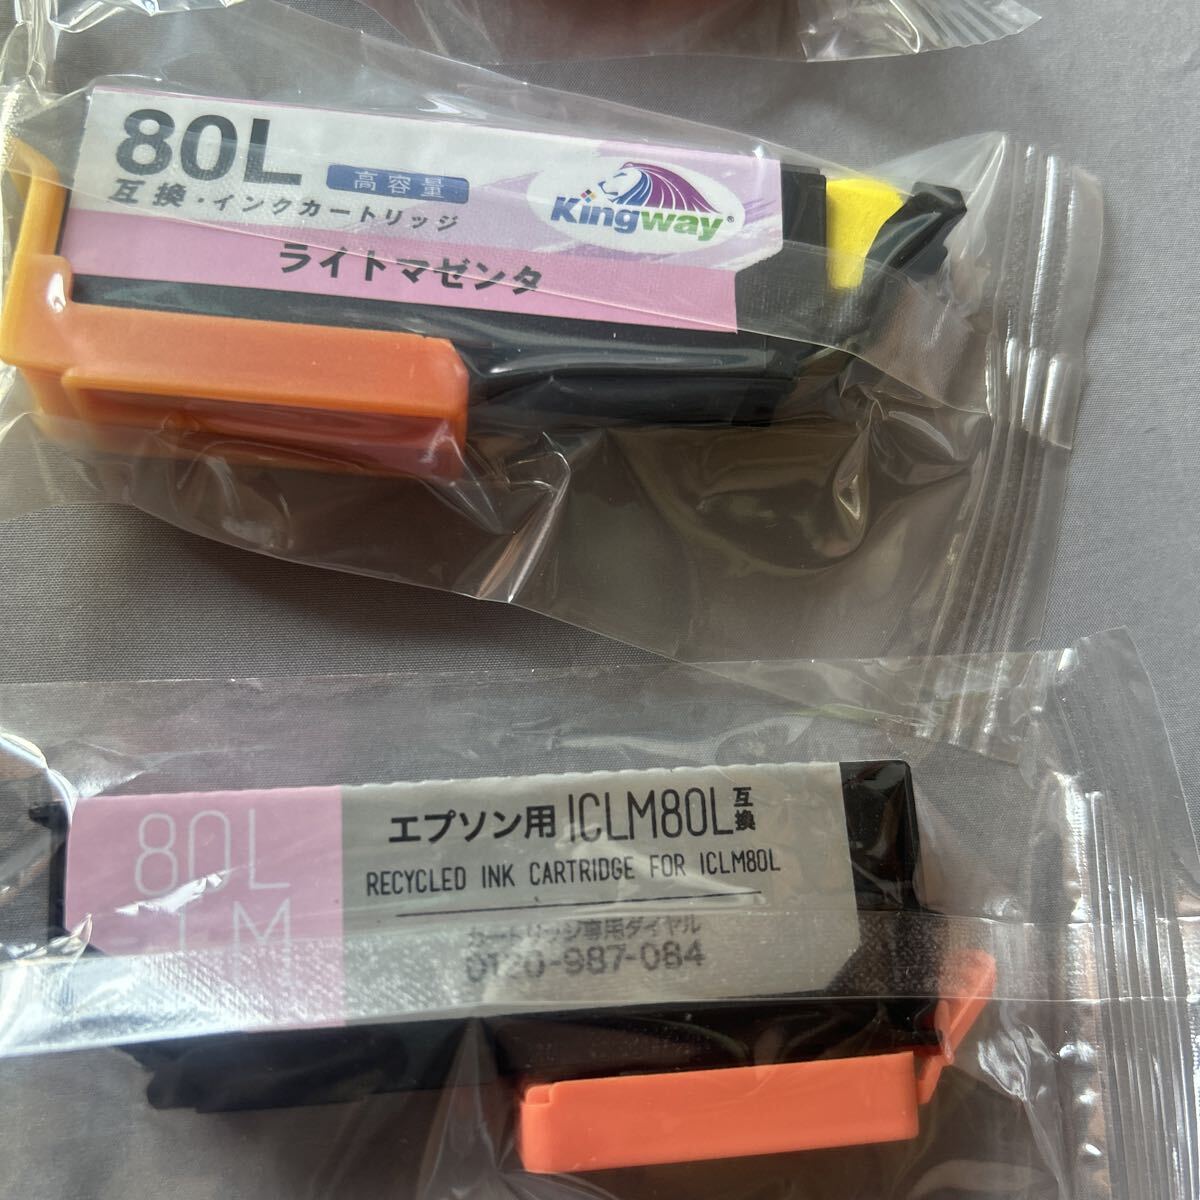 80L
高容量
互換・インクカートリッジ
Kingway®
ライトマゼンタ
80L
LM
エプソン用 ICLM80L 互換
RECYCLED INK CARTRIDGE FOR ICLM80L
カートリッジ専用ダイヤル
0120-987-084